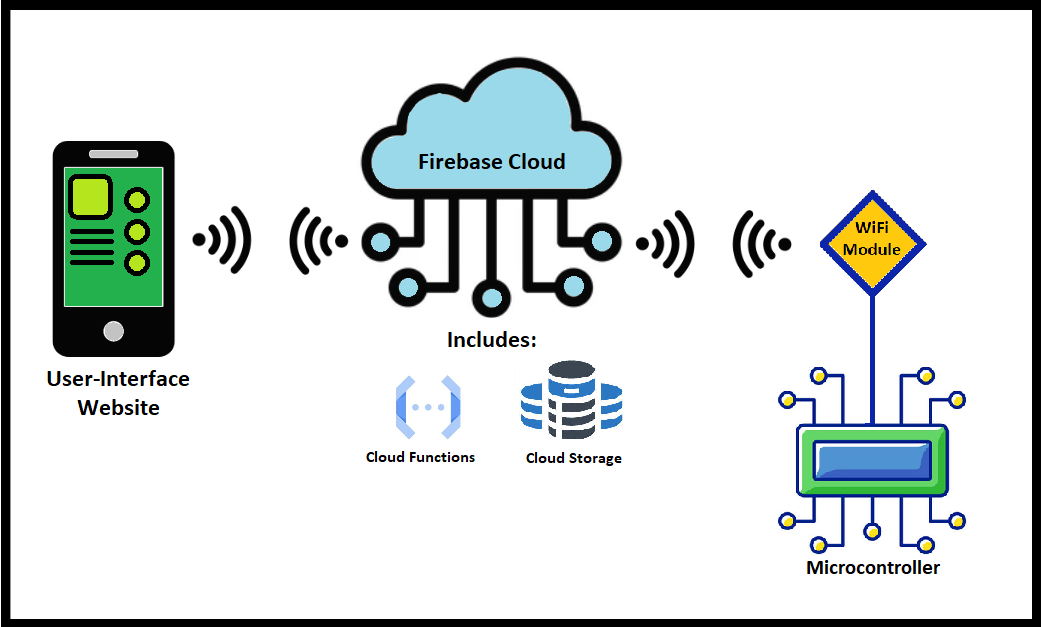 Firebase Cloud
WiFi
Module
Includes:
User-Interface
Website
Cloud Functions
Cloud Storage
Microcontroller